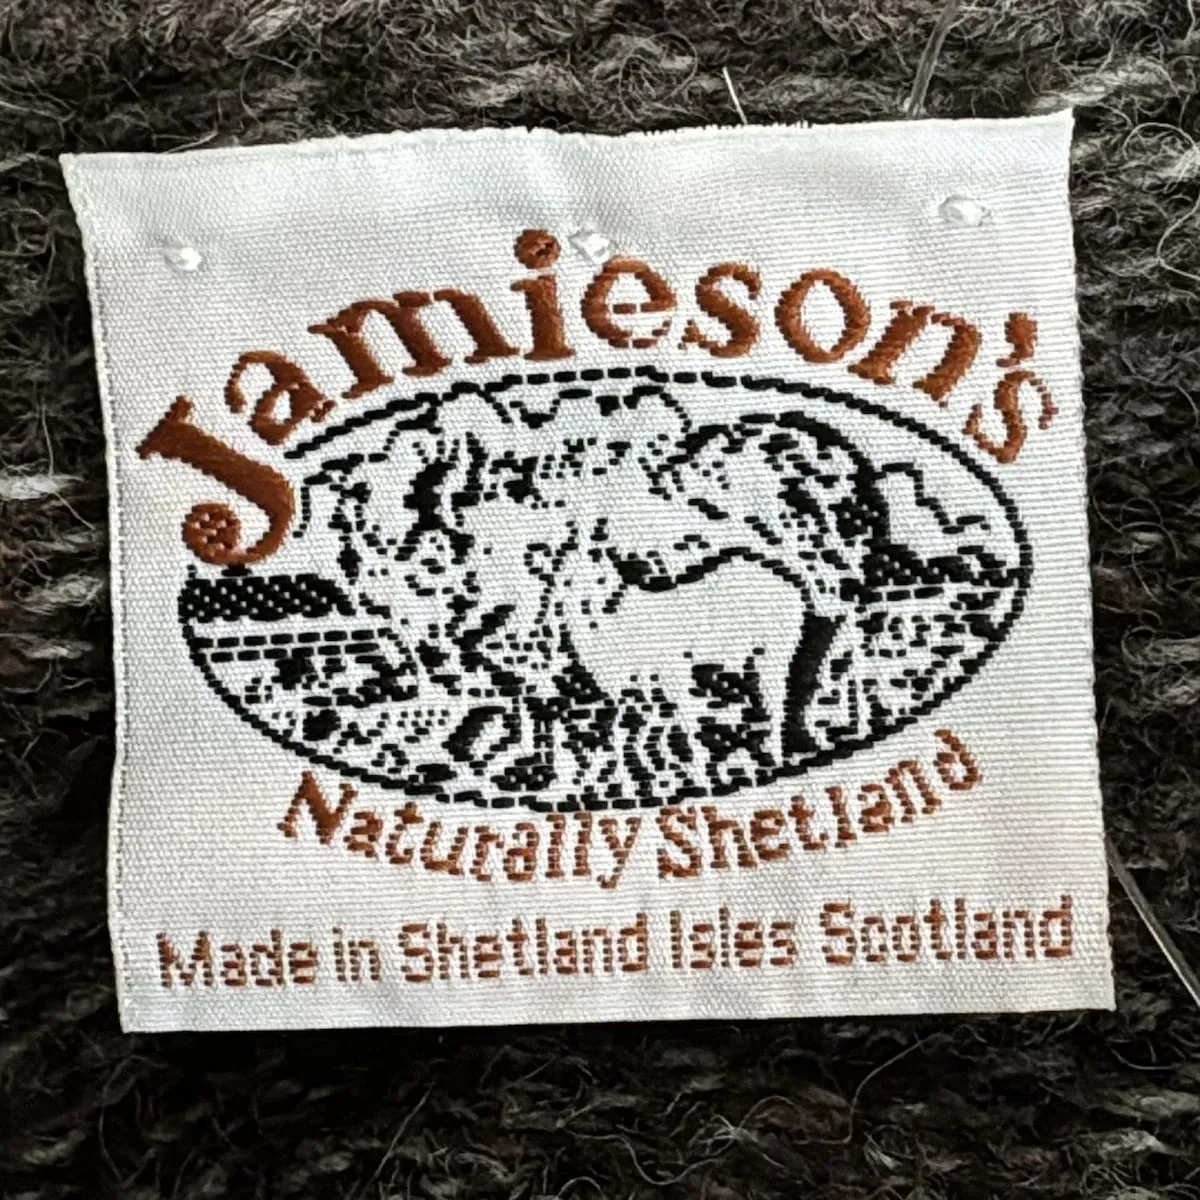 Jamieson's
Naturally Shetland
Made in Shetland Isles Scotland